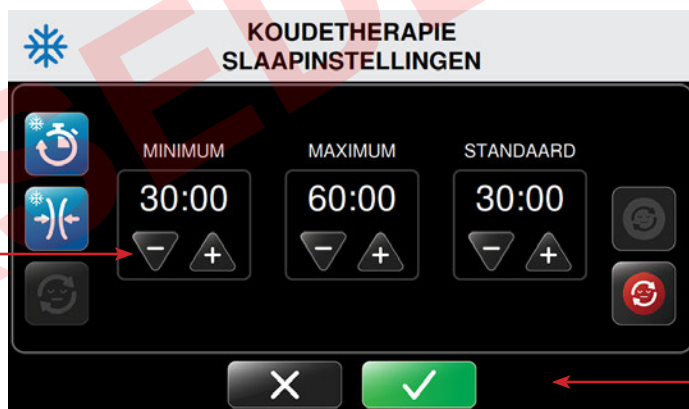 KOUDETHERAPIE
SLAAPINSTELLINGEN
MINIMUM MAXIMUM STANDAARD
30:00 60:00 30:00
- + - + - +